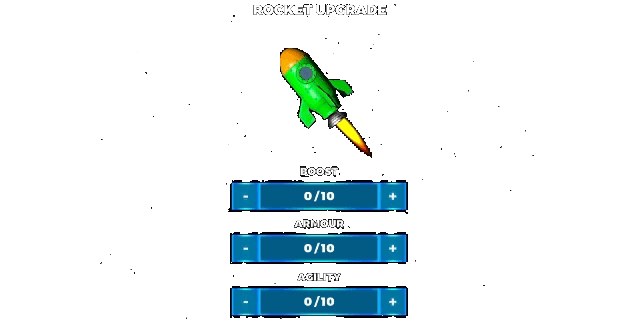 ROCKET UPGRADE
BOOST
- 0/10 +
ARMOUR
- 0/10 +
AGILITY
- 0/10 +